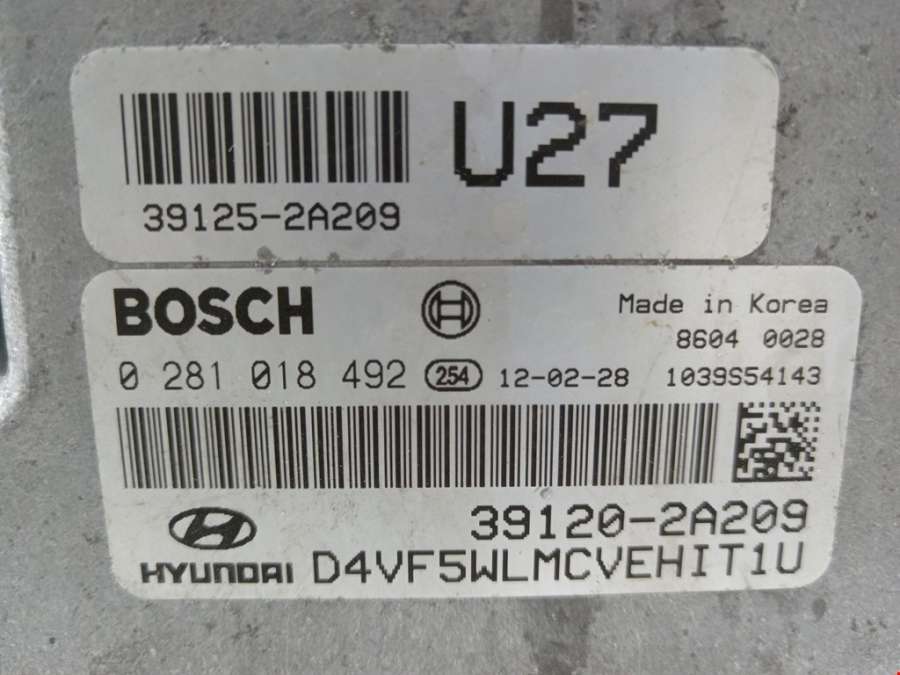 U27
39125-2A209
BOSCH
Made in Korea
8604 0028
0 281 018 492 254 12-02-28 1039S54143
39120-2A209
HYUNDAI D4VF5WLMCVEHIT1U